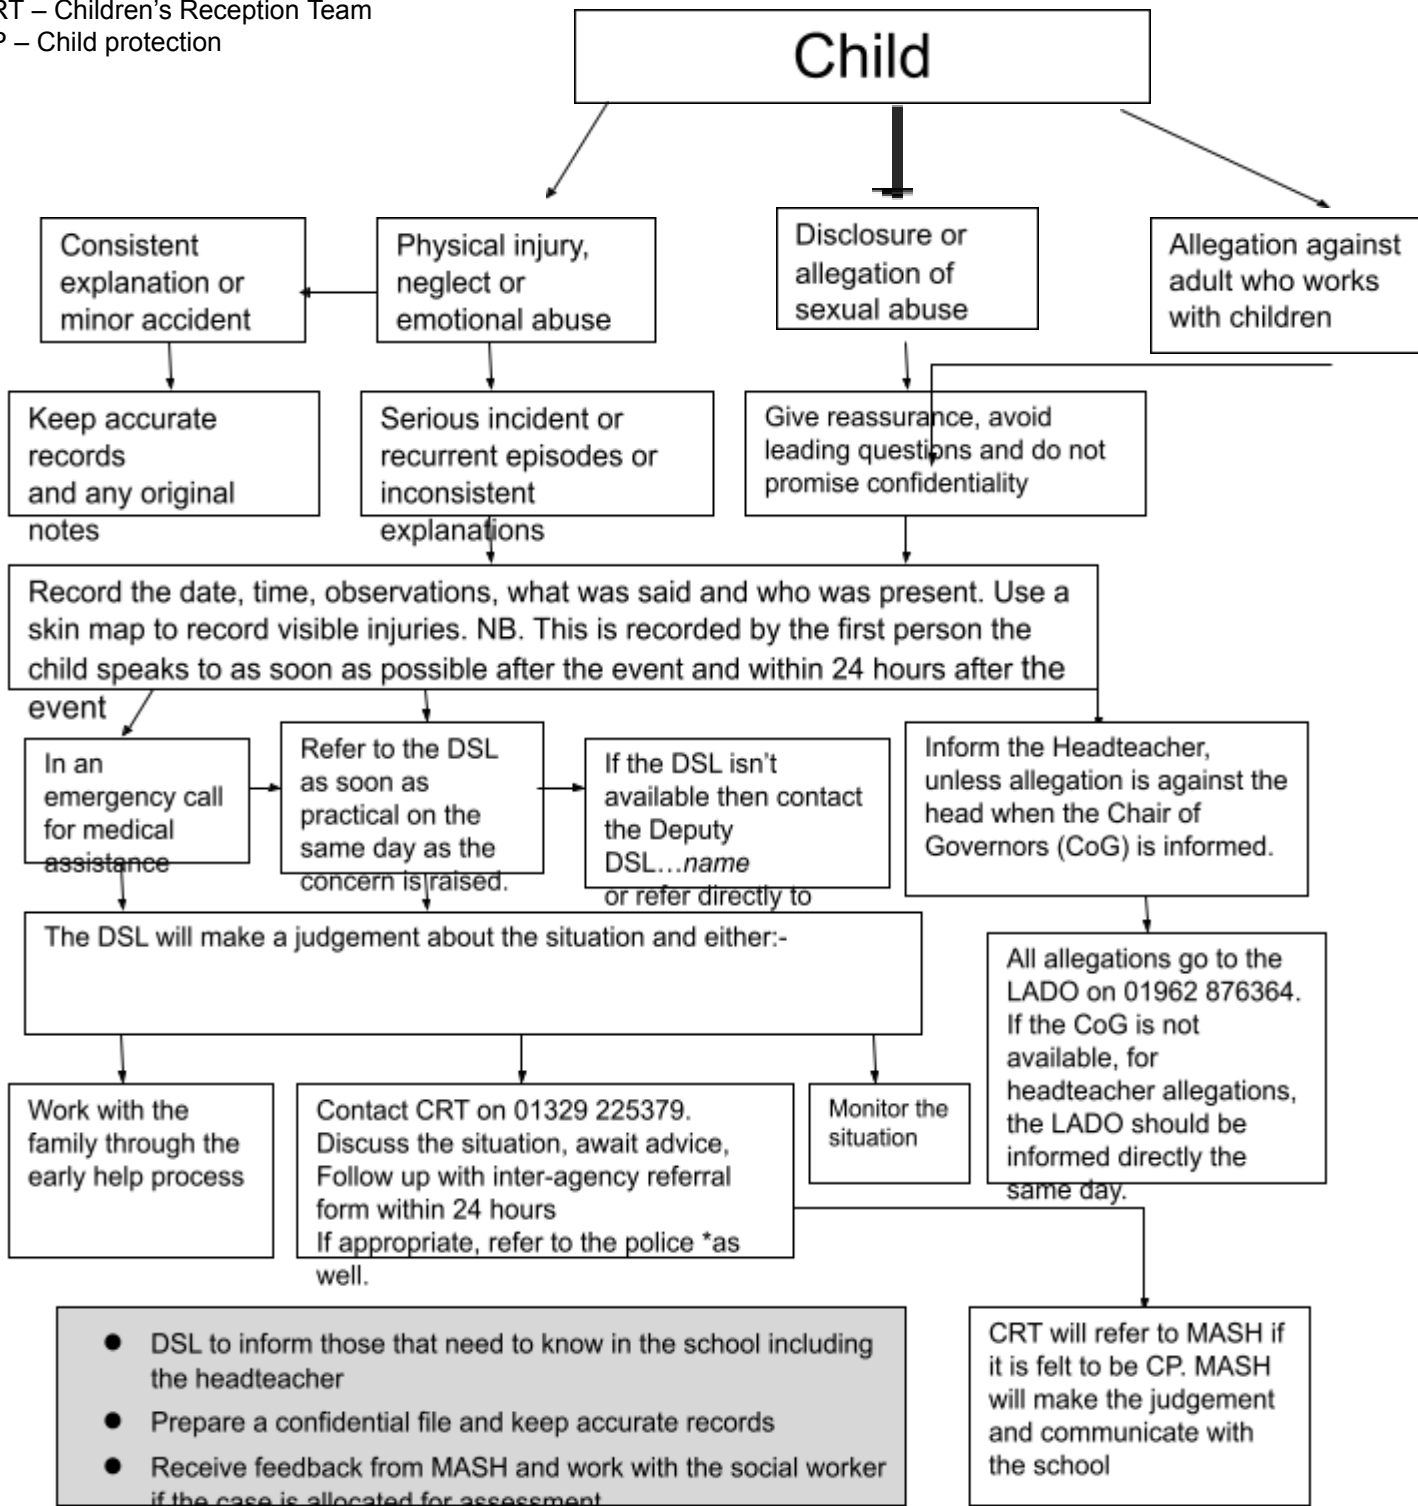 RT – Children's Reception Team
P – Child protection
Child
Consistent
explanation or
minor accident
Physical injury,
neglect or
emotional abuse
Disclosure or
allegation of
sexual abuse
Allegation against
adult who works
with children
Keep accurate
records
and any original
notes
Serious incident or
recurrent episodes or
inconsistent
explanations
Give reassurance, avoid
leading questions and do not
promise confidentiality
Record the date, time, observations, what was said and who was present. Use a
skin map to record visible injuries. NB. This is recorded by the first person the
child speaks to as soon as possible after the event and within 24 hours after the
event
In an
emergency call
for medical
assistance
Refer to the DSL
as soon as
practical on the
same day as the
concern is raised.
If the DSL isn't
available then contact
the Deputy
DSL…name
or refer directly to
Inform the Headteacher,
unless allegation is against the
head when the Chair of
Governors (CoG) is informed.
The DSL will make a judgement about the situation and either:-
All allegations go to the
LADO on 01962 876364.
If the CoG is not
available, for
headteacher allegations,
the LADO should be
informed directly the
same day.
Work with the
family through the
early help process
Contact CRT on 01329 225379.
Discuss the situation, await advice,
Follow up with inter-agency referral
form within 24 hours
If appropriate, refer to the police *as
well.
Monitor the
situation
● DSL to inform those that need to know in the school including
the headteacher
● Prepare a confidential file and keep accurate records
● Receive feedback from MASH and work with the social worker
if the case is allocated for assessment
CRT will refer to MASH if
it is felt to be CP. MASH
will make the judgement
and communicate with
the school